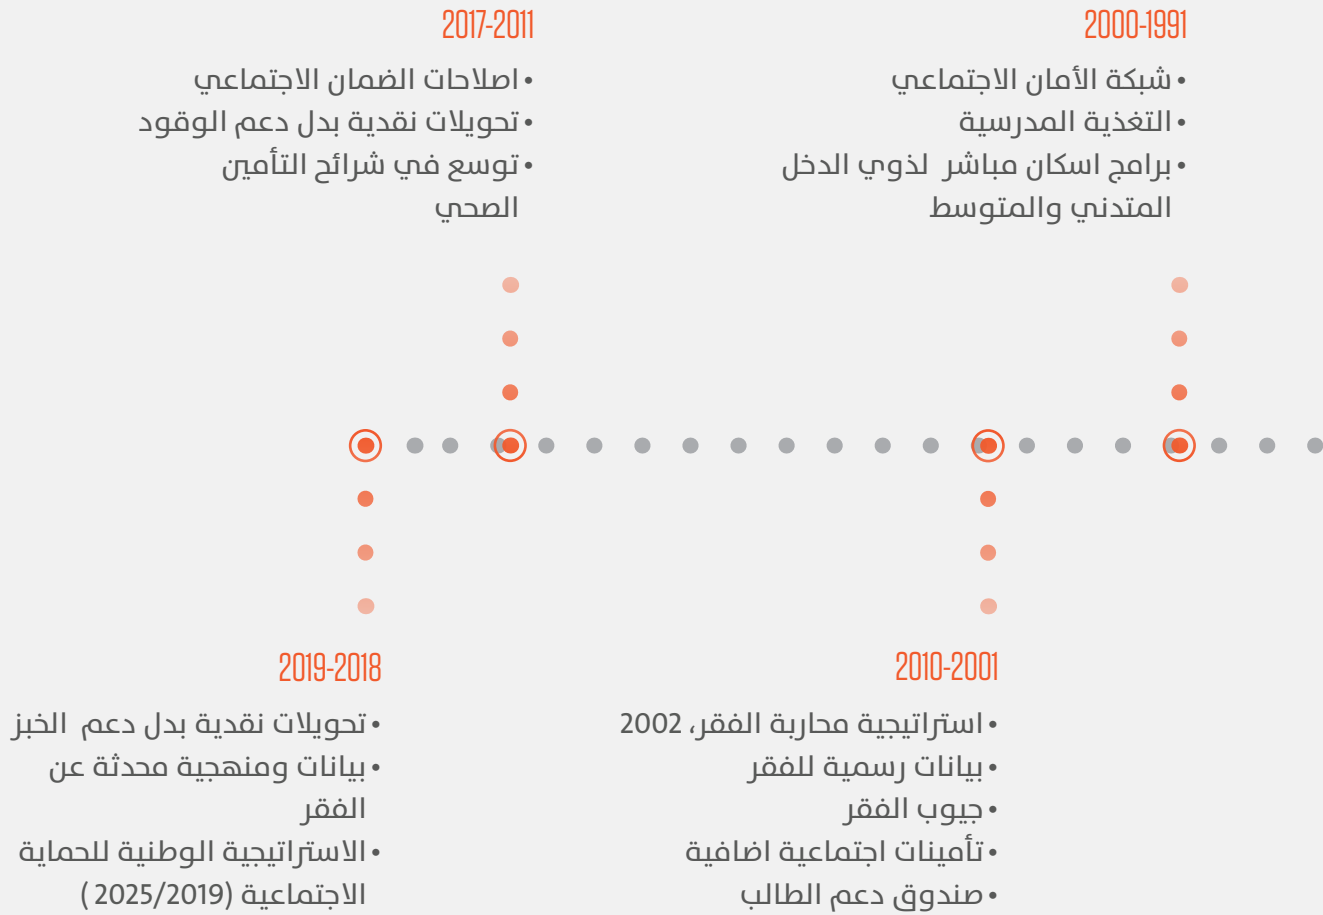 2000-1991
• شبكة الأمان الاجتماعي
• التغذية المدرسية
• برامج اسكان مباشر لذوي الدخل
المتدني والمتوسط
2010-2001
• استراتيجية محاربة الفقر، 2002
• بيانات رسمية للفقر
• جيوب الفقر
• تأمينات اجتماعية اضافية
• صندوق دعم الطالب
2017-2011
• اصلاحات الضمان الاجتماعي
• تحويلات نقدية بدل دعم الوقود
• توسع في شرائح التأمين
الصحي
2019-2018
• تحويلات نقدية بدل دعم الخبز
• بيانات ومنهجية محدثة عن
الفقر
• الاستراتيجية الوطنية للحماية
الاجتماعية (2025/2019 )